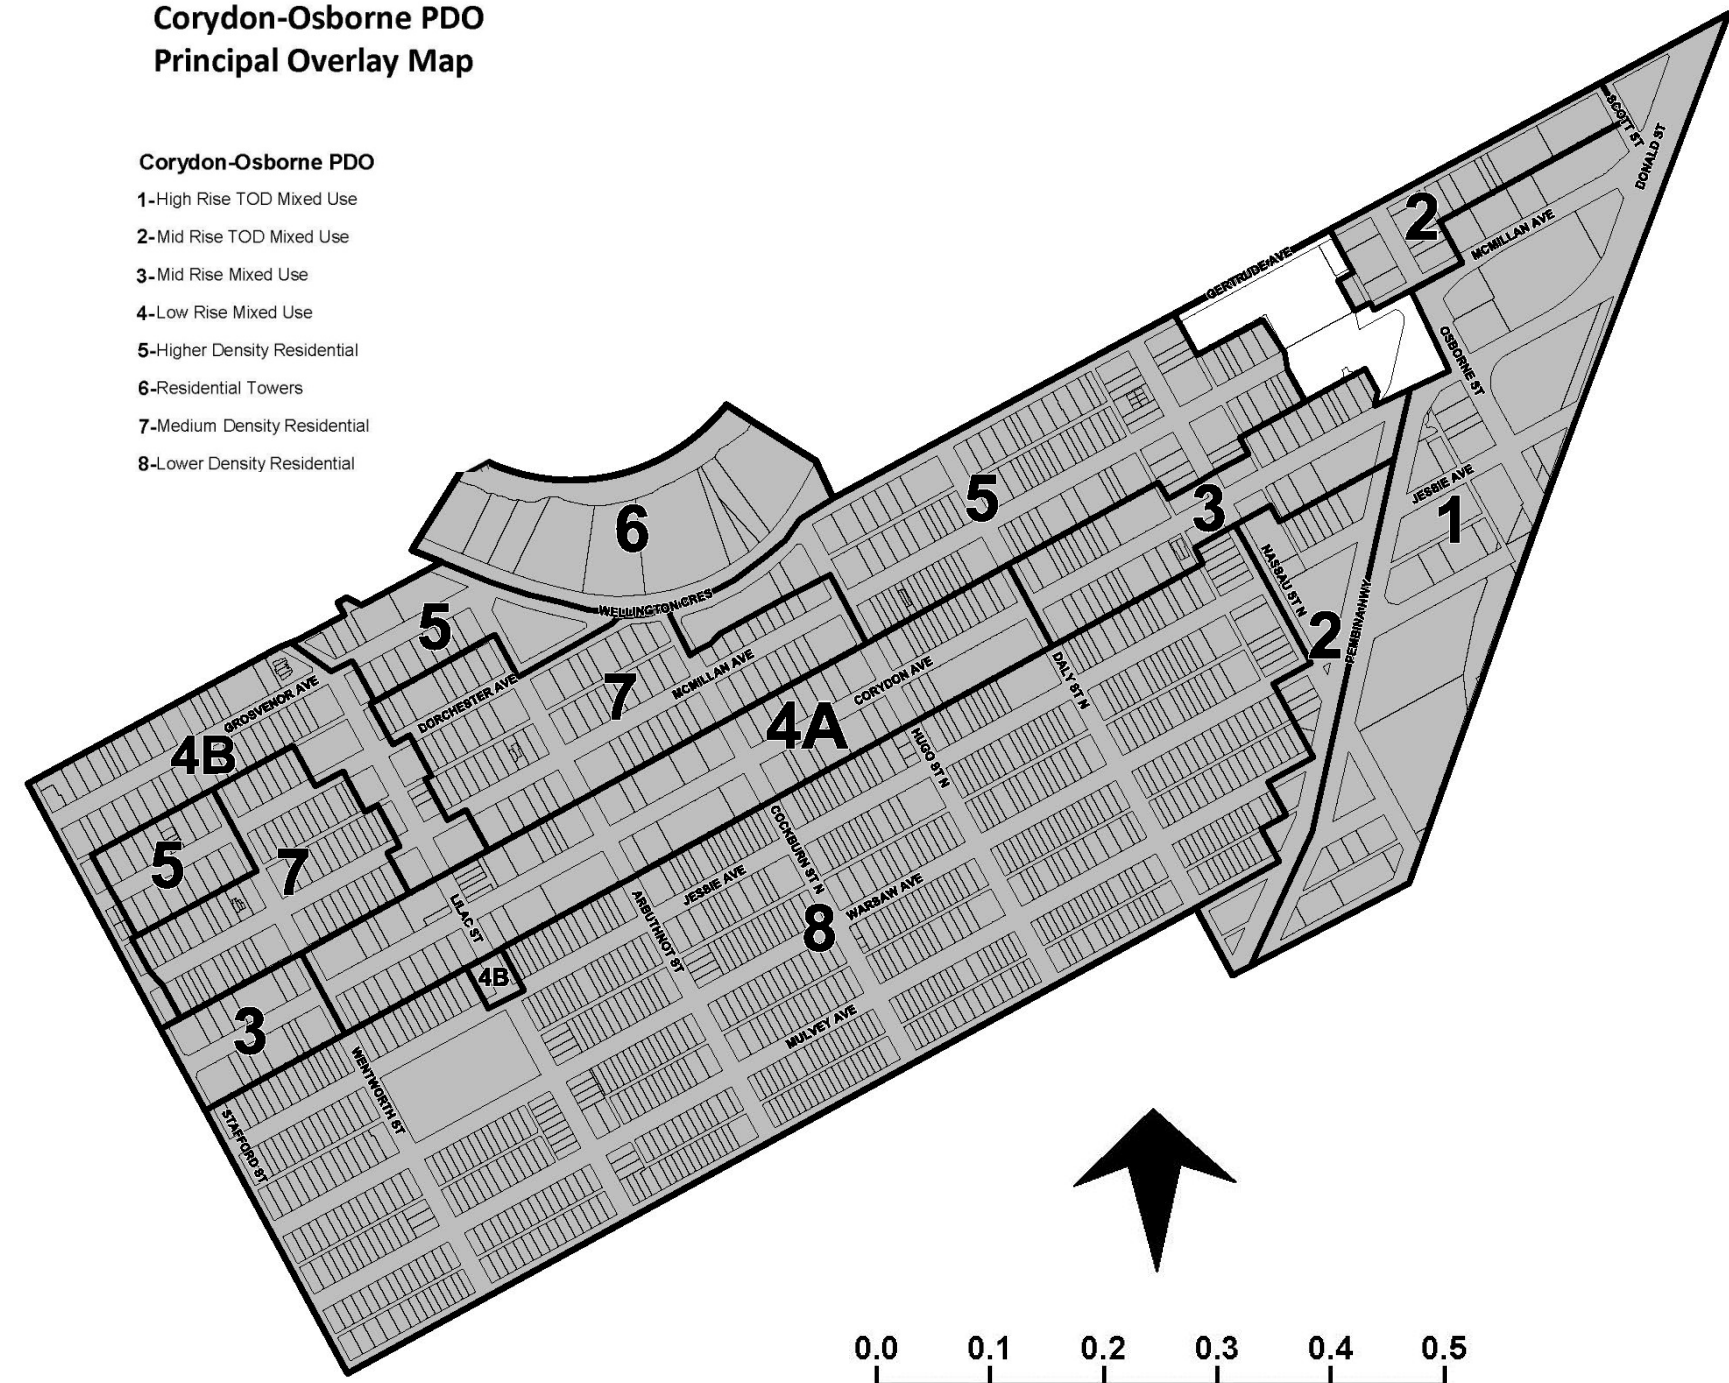 Corydon-Osborne PDO
Principal Overlay Map
Corydon-Osborne PDO
1-High Rise TOD Mixed Use
2-Mid Rise TOD Mixed Use
3-Mid Rise Mixed Use
4-Low Rise Mixed Use
5-Higher Density Residential
6-Residential Towers
7-Medium Density Residential
8-Lower Density Residential
SCOTT ST
DONALD ST
2
MCMILLAN AVE
GERTRUDE AVE
OSBORNE ST
5
3
JESSIE AVE
1
6
NASSAU ST N
WELLINGTON CRES
5
2
PEMBINA HWY
MCMILLAN AVE
DALY ST N
CORYDON AVE
GROSVENOR AVE
DORCHESTER AVE
7
4A
4B
HUGO ST N
COCKBURN ST N
5
7
JESSIE AVE
WARSAW AVE
LILAC ST
ARBUTHNOT ST
8
4B
3
MULVEY AVE
WENTWORTH ST
STAFFORD ST
0.0 0.1 0.2 0.3 0.4 0.5